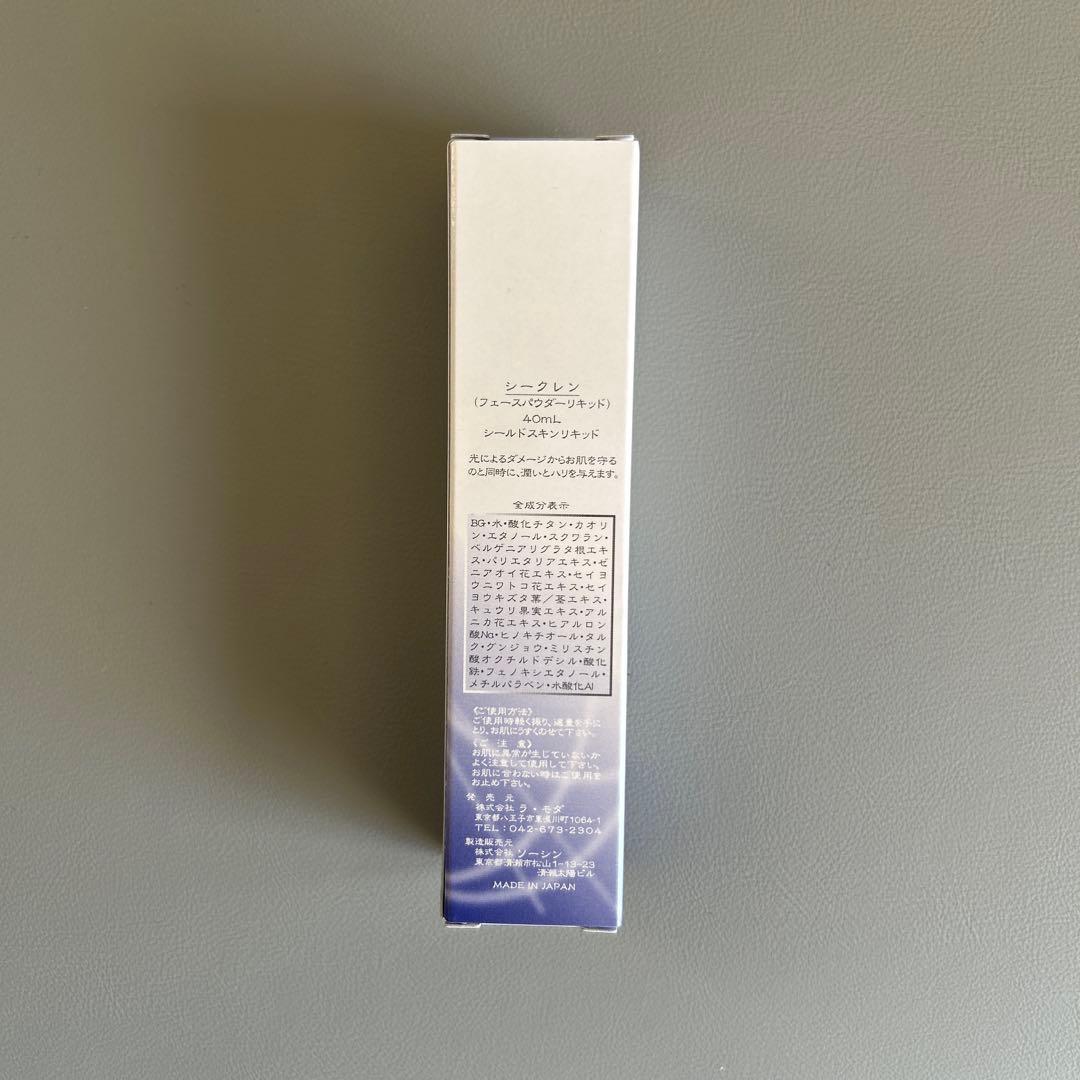 シークレン
(フェースパウダーリキッド)
40mL
シールドスキンリキッド
光によるダメージからお肌を守る
のと同時に、潤いとハリを与えます。
全成分表示
BG・水・酸化チタン・カオリ
ン・エタノール・スクワラン・
ベルゲニアリグラタ根エキ
ス・パリエタリアエキス・ゼ
ニアオイ花エキス・セイヨ
ウニワトコ花エキス・セイ
ヨウキズタ葉/茎エキス・
キュウリ果実エキス・アル
ニカ花エキス・ヒアルロン
酸Na・ヒノキチオール・タル
ク・グンジョウ・ミリスチン
酸オクチルドデシル・酸化
鉄・フェノキシエタノール・
メチルパラベン・水酸化Al
《ご使用方法》
ご使用時軽く振り、適量を手に
とり、お肌にうすくのせて下さい。
《ご注意》
お肌に異常が生じていないか
よく注意して使用して下さい。
お肌に合わない時はご使用を
お止め下さい。
発売元
株式会社 ラ・モダ
東京都八王子市東浅川町1064-1
TEL:042-673-2304
製造販売元
株式会社 ソーシン
東京都清瀬市松山1-13-23
清瀬太陽ビル
MADE IN JAPAN